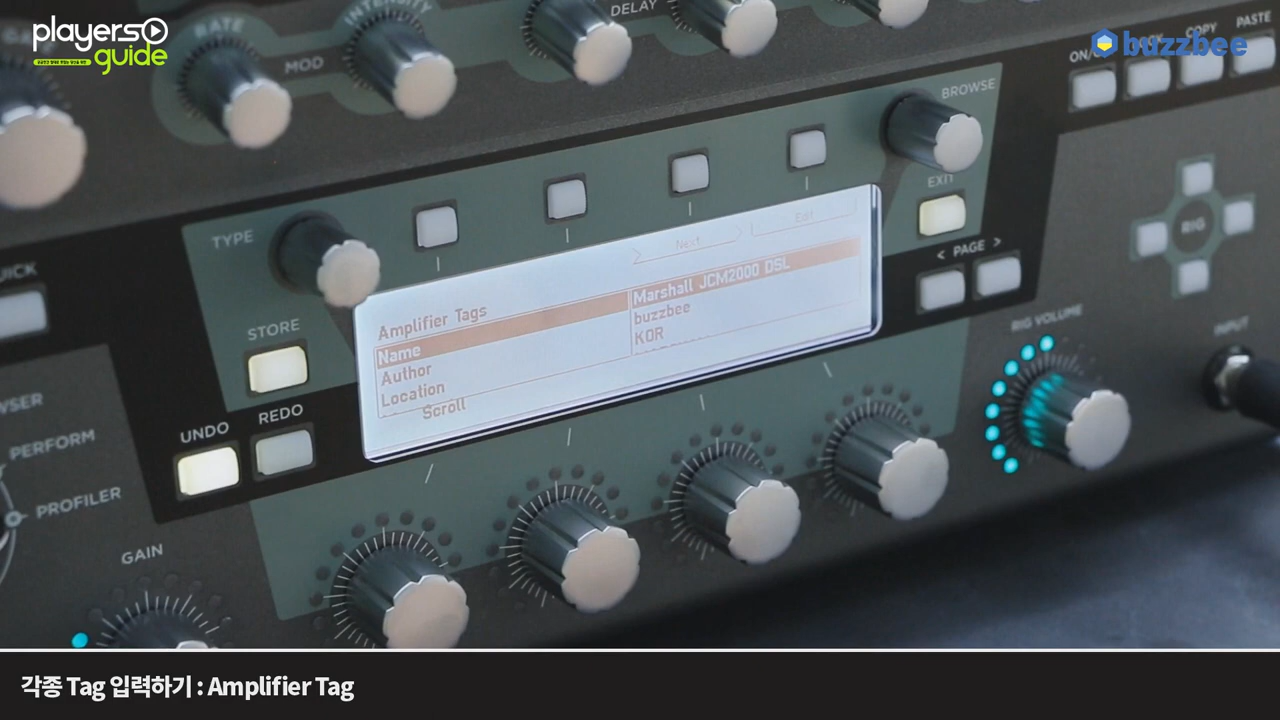 players
guide
buzzbee
RATE
INTENSITY
MOD
DELAY
ON/
COPY
PASTE
BROWSE
TYPE
EXIT
RIG
< PAGE >
STORE
UNDO
REDO
Next
Edit
Amplifier Tags
Name
Marshall JCM2000 DSL
Author
buzzbee
Location
KOR
Scroll
RIG VOLUME
INPUT
PERFORM
PROFILER
GAIN
각종 Tag 입력하기 : Amplifier Tag